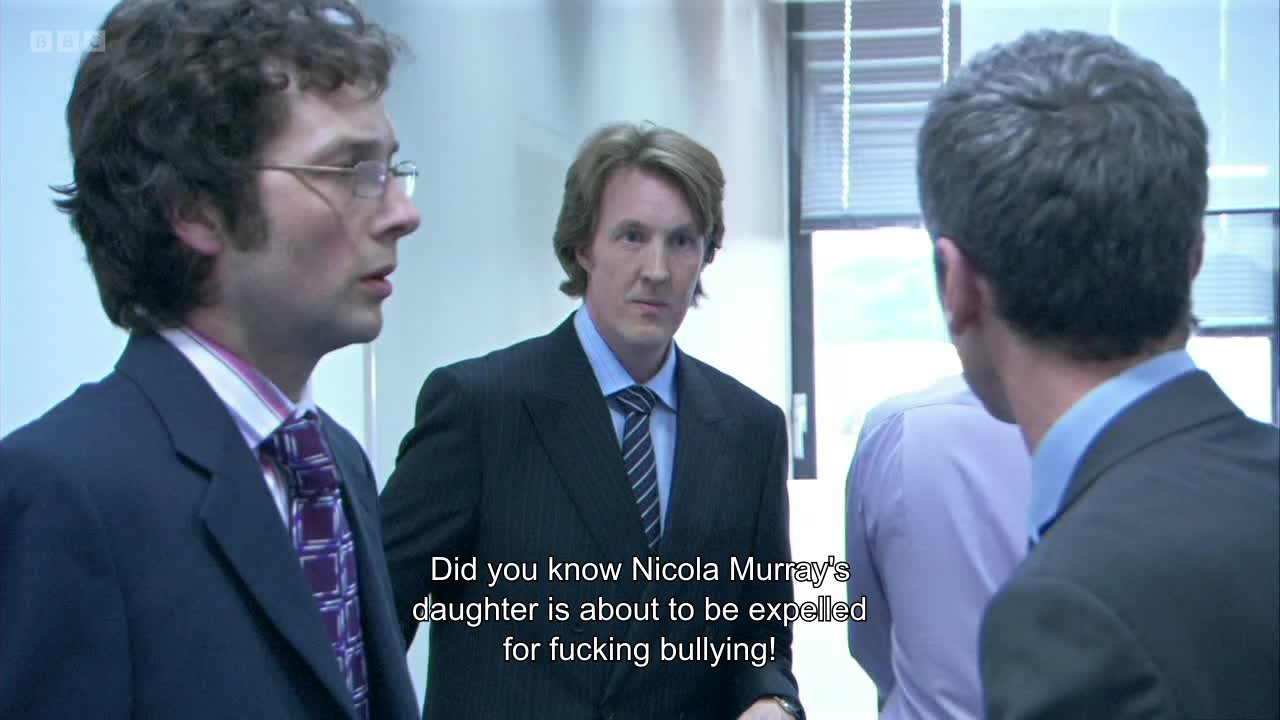 BBC
Did you know Nicola Murray's
daughter is about to be expelled
for fucking bullying!